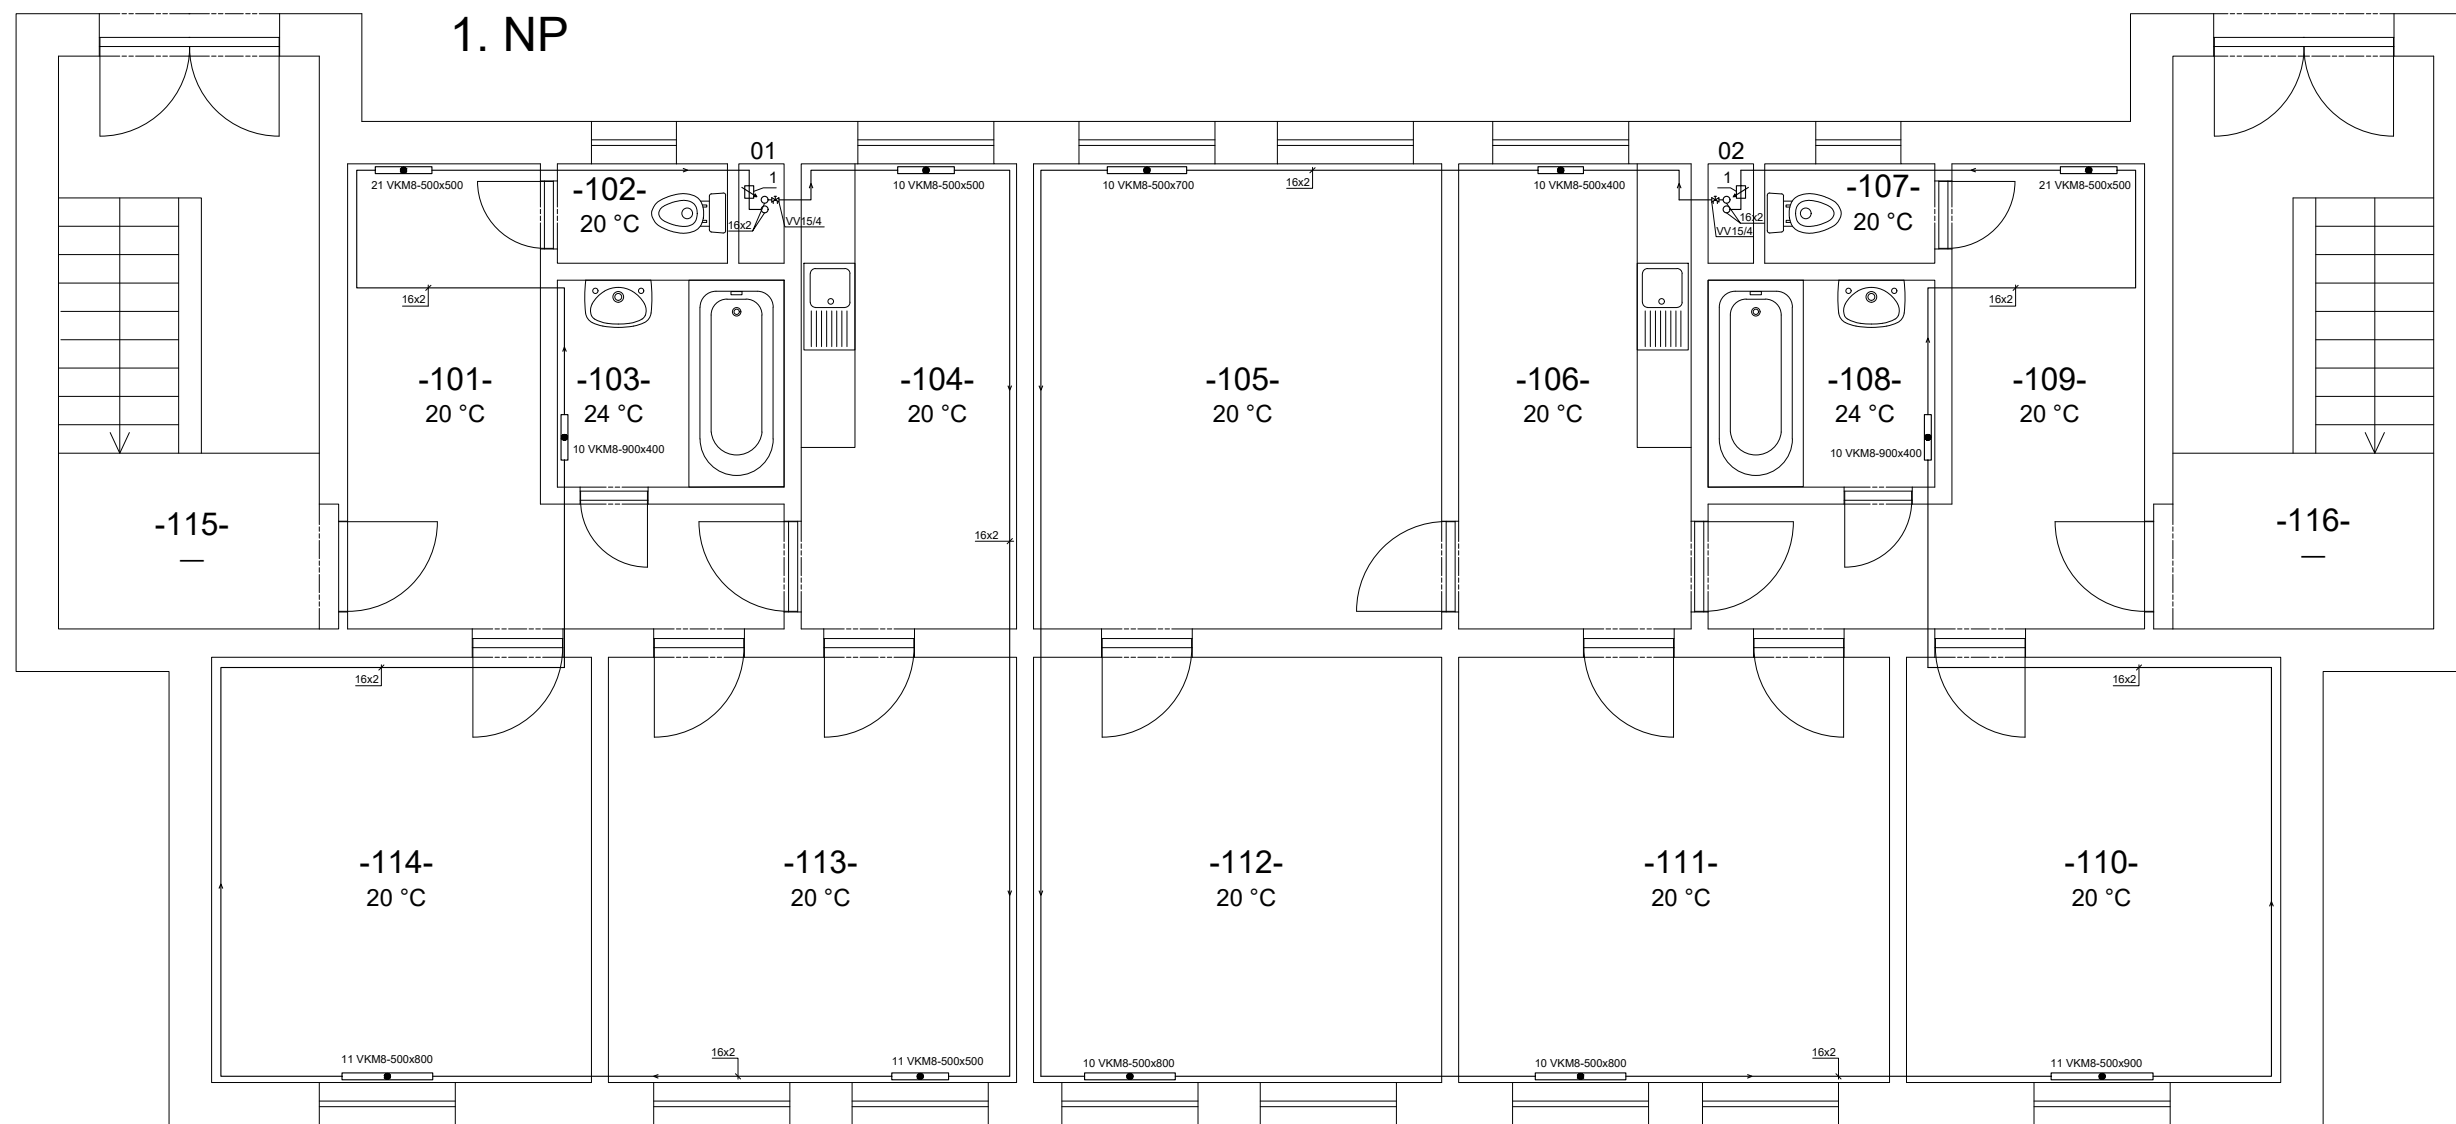 1. NP
01
02
1
1
21 VKM8-500x500
-102-
20 °C
10 VKM8-500x500
10 VKM8-500x700
16x2
10 VKM8-500x400
-107-
20 °C
21 VKM8-500x500
16x2
VV15/4
16x2
VV15/4
16x2
16x2
-101-
20 °C
-103-
24 °C
-104-
20 °C
-105-
20 °C
-106-
20 °C
-108-
24 °C
-109-
20 °C
10 VKM8-900x400
10 VKM8-900x400
-115-
—
16x2
-116-
—
16x2
16x2
-114-
20 °C
-113-
20 °C
-112-
20 °C
-111-
20 °C
-110-
20 °C
11 VKM8-500x800
16x2
11 VKM8-500x500
10 VKM8-500x800
10 VKM8-500x800
16x2
11 VKM8-500x900